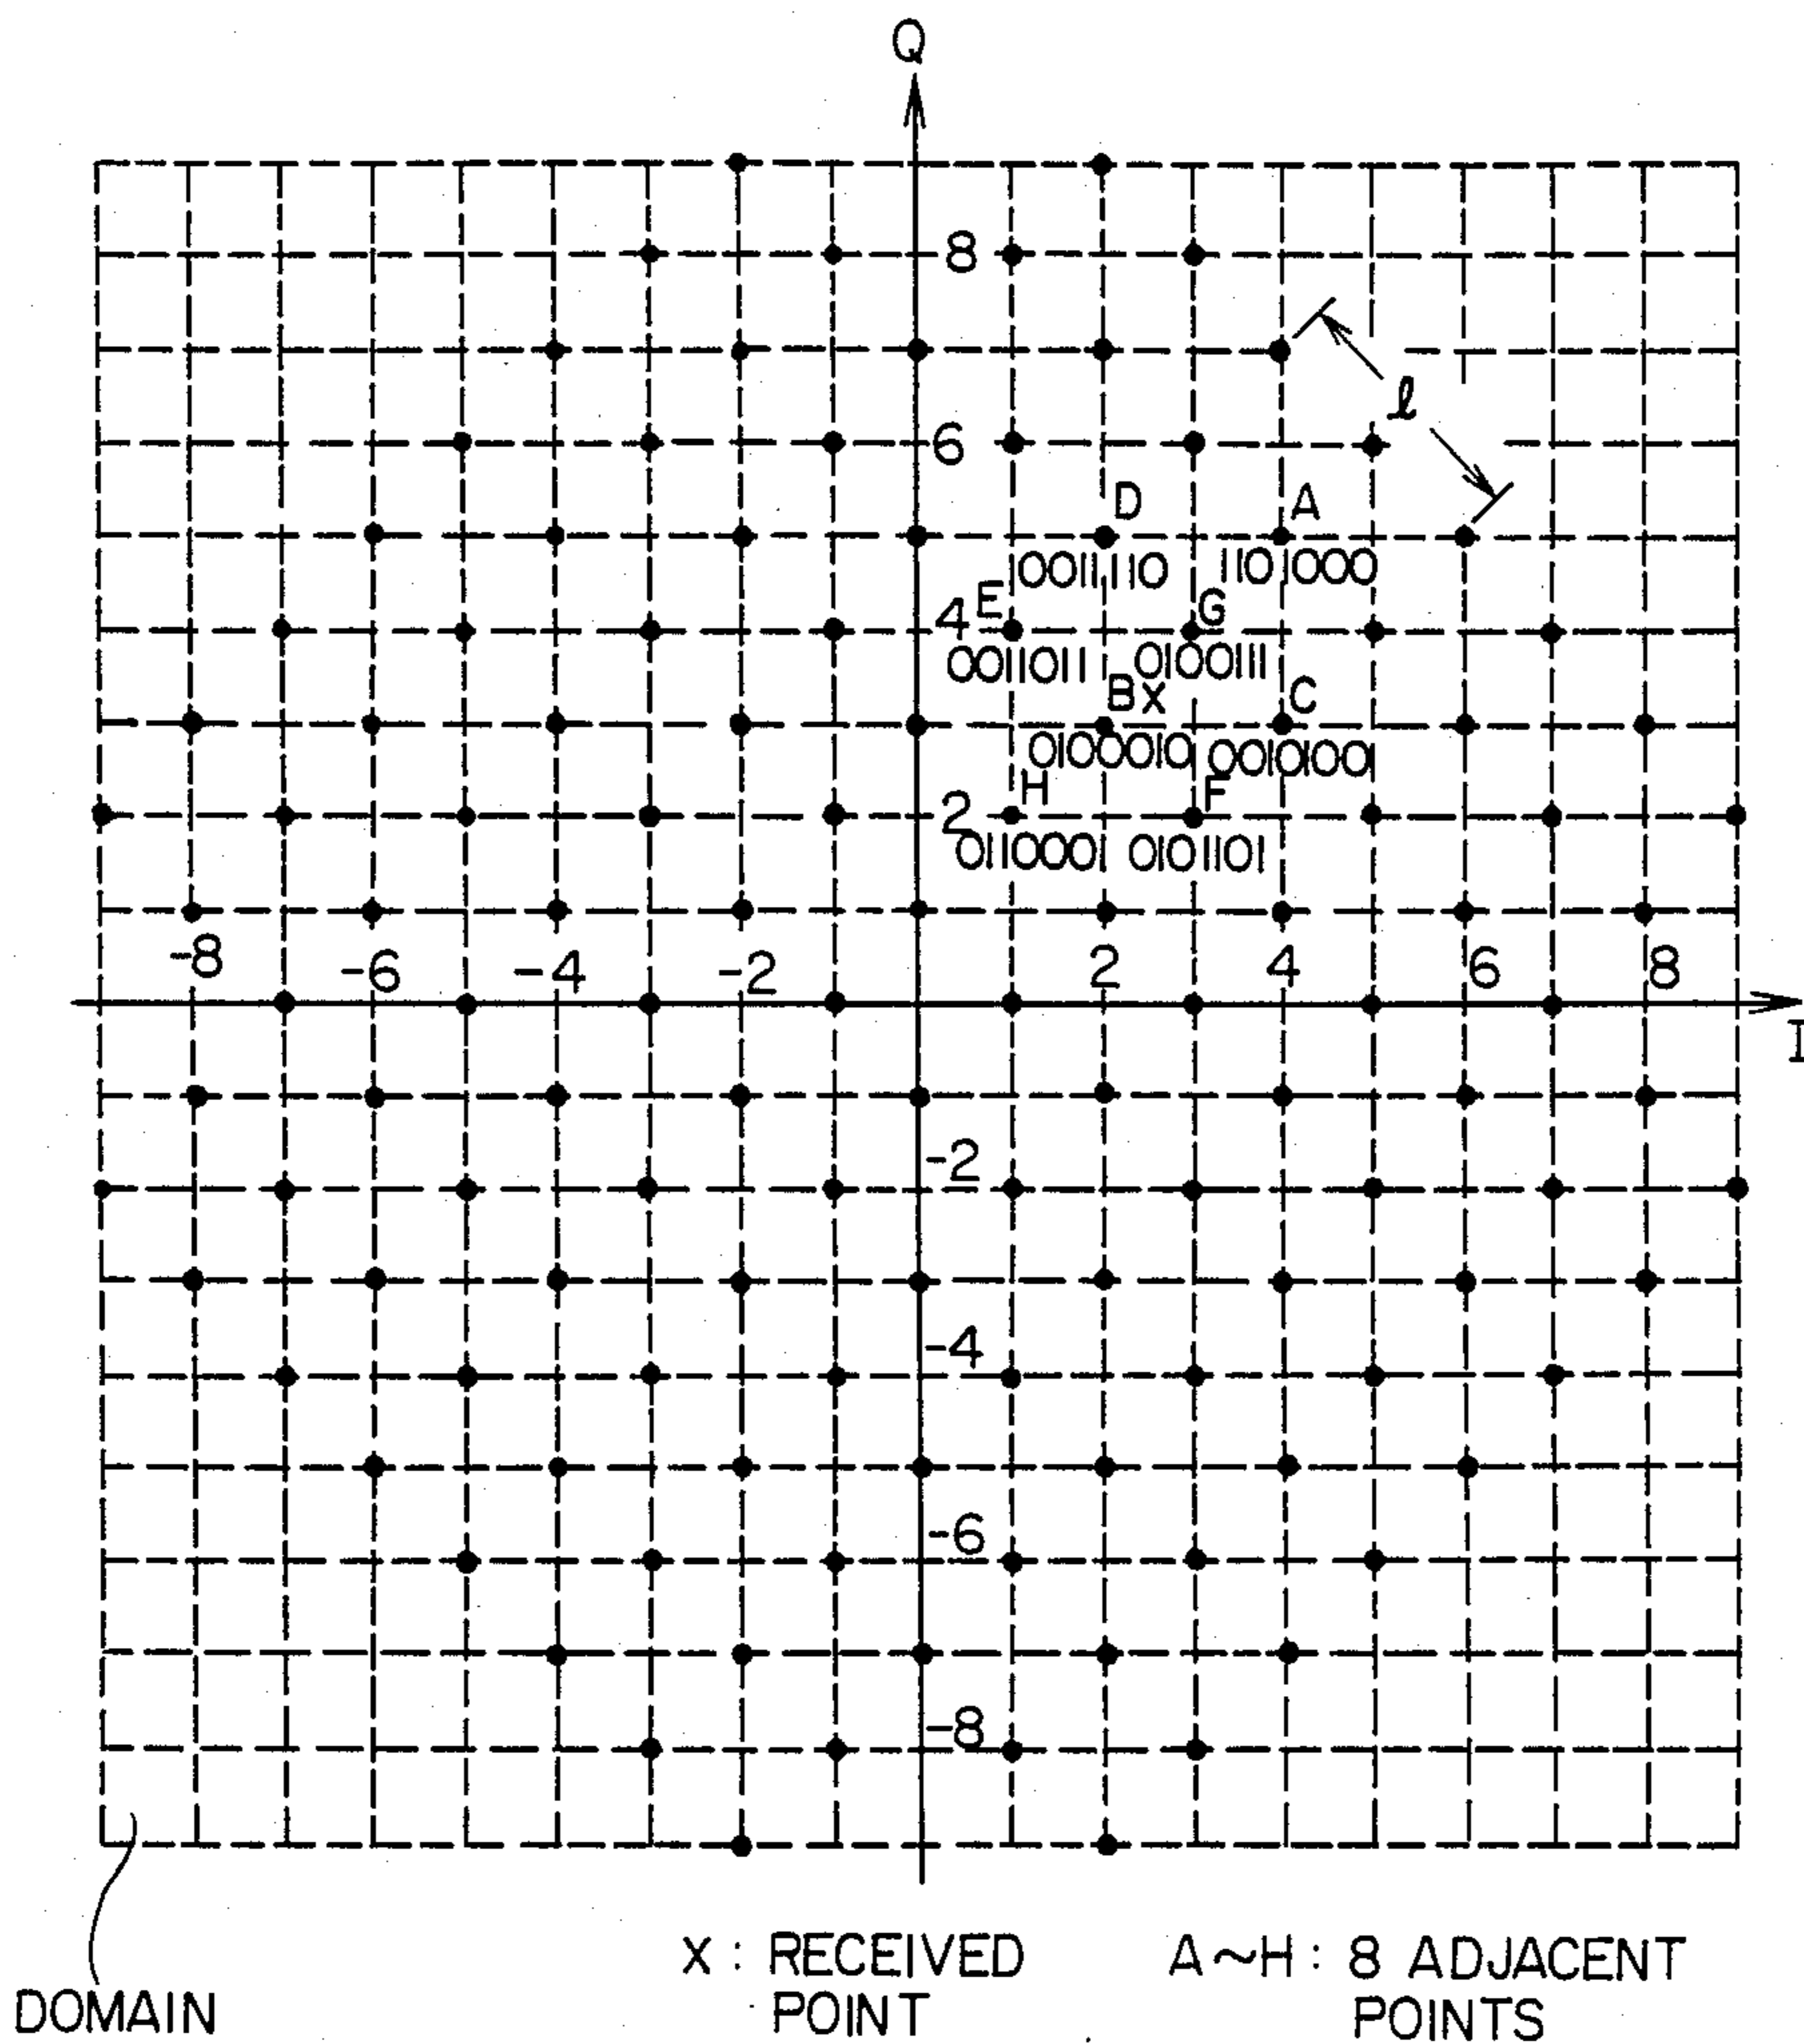 Q
8
l
6
D A
0011110 1101000
4 E G
0011011 0100111
B x C
0100010 0010100
2 H F
0110001 0101101
-8 -6 -4 -2 2 4 6 8
I
-2
-4
-6
-8
X : RECEIVED POINT
A~H : 8 ADJACENT POINTS
DOMAIN